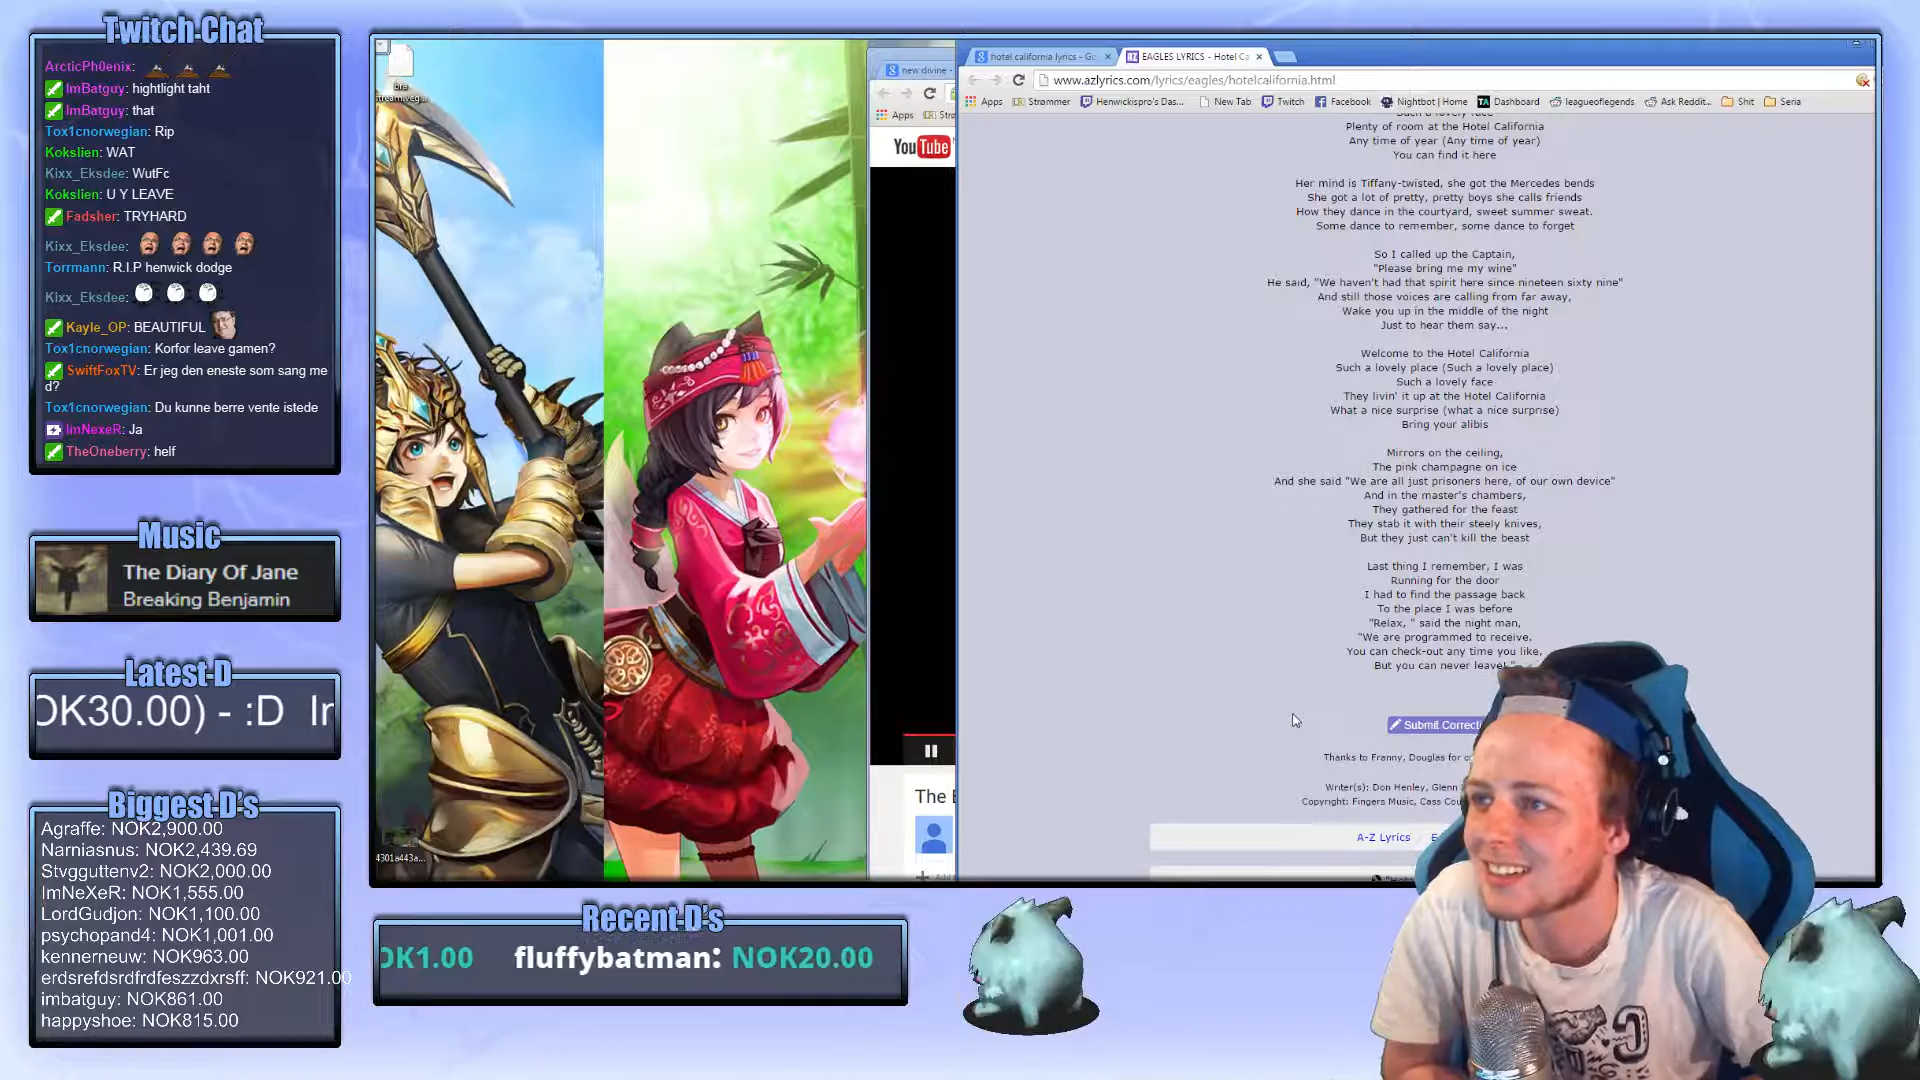 Twitch Chat
ArcticPh0enix:
ImBatguy: hightlight taht
ImBatguy: that
Tox1cnorwegian: Rip
Kokslien: WAT
Kixx_Eksdee: WutFc
Kokslien: U Y LEAVE
Fadsher: TRYHARD
Kixx_Eksdee:
Torrmann: R.I.P henwick dodge
Kixx_Eksdee:
Kayle_OP: BEAUTIFUL
Tox1cnorwegian: Korfor leave gamen?
SwiftFoxTV: Er jeg den eneste som sang me
d?
Tox1cnorwegian: Du kunne berre vente istede
ImNexeR: Ja
TheOneberry: helf
Music
The Diary Of Jane
Breaking Benjamin
Latest D
OK30.00) - :D
Biggest D's
Agraffe: NOK2,900.00
Narniasnus: NOK2,439.69
Stvgguttenv2: NOK2,000.00
ImNeXeR: NOK1,555.00
LordGudjon: NOK1,100.00
psychopand4: NOK1,001.00
kennerneuw: NOK963.00
erdsrefdsrdfrdfeszzdxrsff: NOK921.00
imbatguy: NOK861.00
happyshoe: NOK815.00
4301a443a...
new divine -
Apps
YouTube
The
hotel california lyrics - Go
EAGLES LYRICS - Hotel Ca
www.azlyrics.com/lyrics/eagles/hotelcalifornia.html
Apps Strømmer Henwickispro's Das... New Tab Twitch Facebook Nightbot | Home Dashboard leagueoflegends Ask Reddit... Shit Seria
Such a lovely face
Plenty of room at the Hotel California
Any time of year (Any time of year)
You can find it here
Her mind is Tiffany-twisted, she got the Mercedes bends
She got a lot of pretty, pretty boys she calls friends
How they dance in the courtyard, sweet summer sweat.
Some dance to remember, some dance to forget
So I called up the Captain,
"Please bring me my wine"
He said, "We haven't had that spirit here since nineteen sixty nine"
And still those voices are calling from far away,
Wake you up in the middle of the night
Just to hear them say...
Welcome to the Hotel California
Such a lovely place (Such a lovely place)
Such a lovely face
They livin' it up at the Hotel California
What a nice surprise (what a nice surprise)
Bring your alibis
Mirrors on the ceiling,
The pink champagne on ice
And she said "We are all just prisoners here, of our own device"
And in the master's chambers,
They gathered for the feast
They stab it with their steely knives,
But they just can't kill the beast
Last thing I remember, I was
Running for the door
I had to find the passage back
To the place I was before
"Relax, " said the night man,
"We are programmed to receive.
You can check-out any time you like,
But you can never leave! "
Submit Correcti
Thanks to Franny, Douglas for
Writer(s): Don Henley, Glenn
Copyright: Fingers Music, Cass Cou
A-Z Lyrics
Recent D's
OK1.00 fluffybatman: NOK20.00